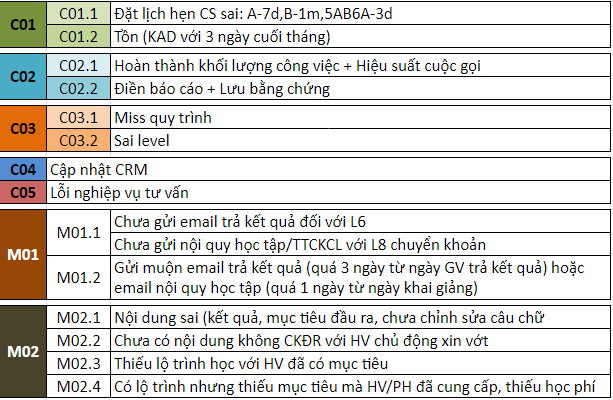 C01
C01.1 Đặt lịch hẹn CS sai: A-7d,B-1m,5AB6A-3d
C01.2 Tồn (KAD với 3 ngày cuối tháng)
C02
C02.1 Hoàn thành khối lượng công việc + Hiệu suất cuộc gọi
C02.2 Điền báo cáo + Lưu bằng chứng
C03
C03.1 Miss quy trình
C03.2 Sai level
C04 Cập nhật CRM
C05 Lỗi nghiệp vụ tư vấn
M01
M01.1
Chưa gửi email trả kết quả đối với L6
Chưa gửi nội quy học tập/TTCKCL với L8 chuyển khoản
M01.2
Gửi muộn email trả kết quả (quá 3 ngày từ ngày GV trả kết quả) hoặc
email nội quy học tập (quá 1 ngày từ ngày khai giảng)
M02
M02.1 Nội dung sai (kết quả, mục tiêu đầu ra, chưa chỉnh sửa câu chữ
M02.2 Chưa có nội dung không CKĐR với HV chủ động xin vớt
M02.3 Thiếu lộ trình học với HV đã có mục tiêu
M02.4 Có lộ trình nhưng thiếu mục tiêu mà HV/PH đã cung cấp, thiếu học phí